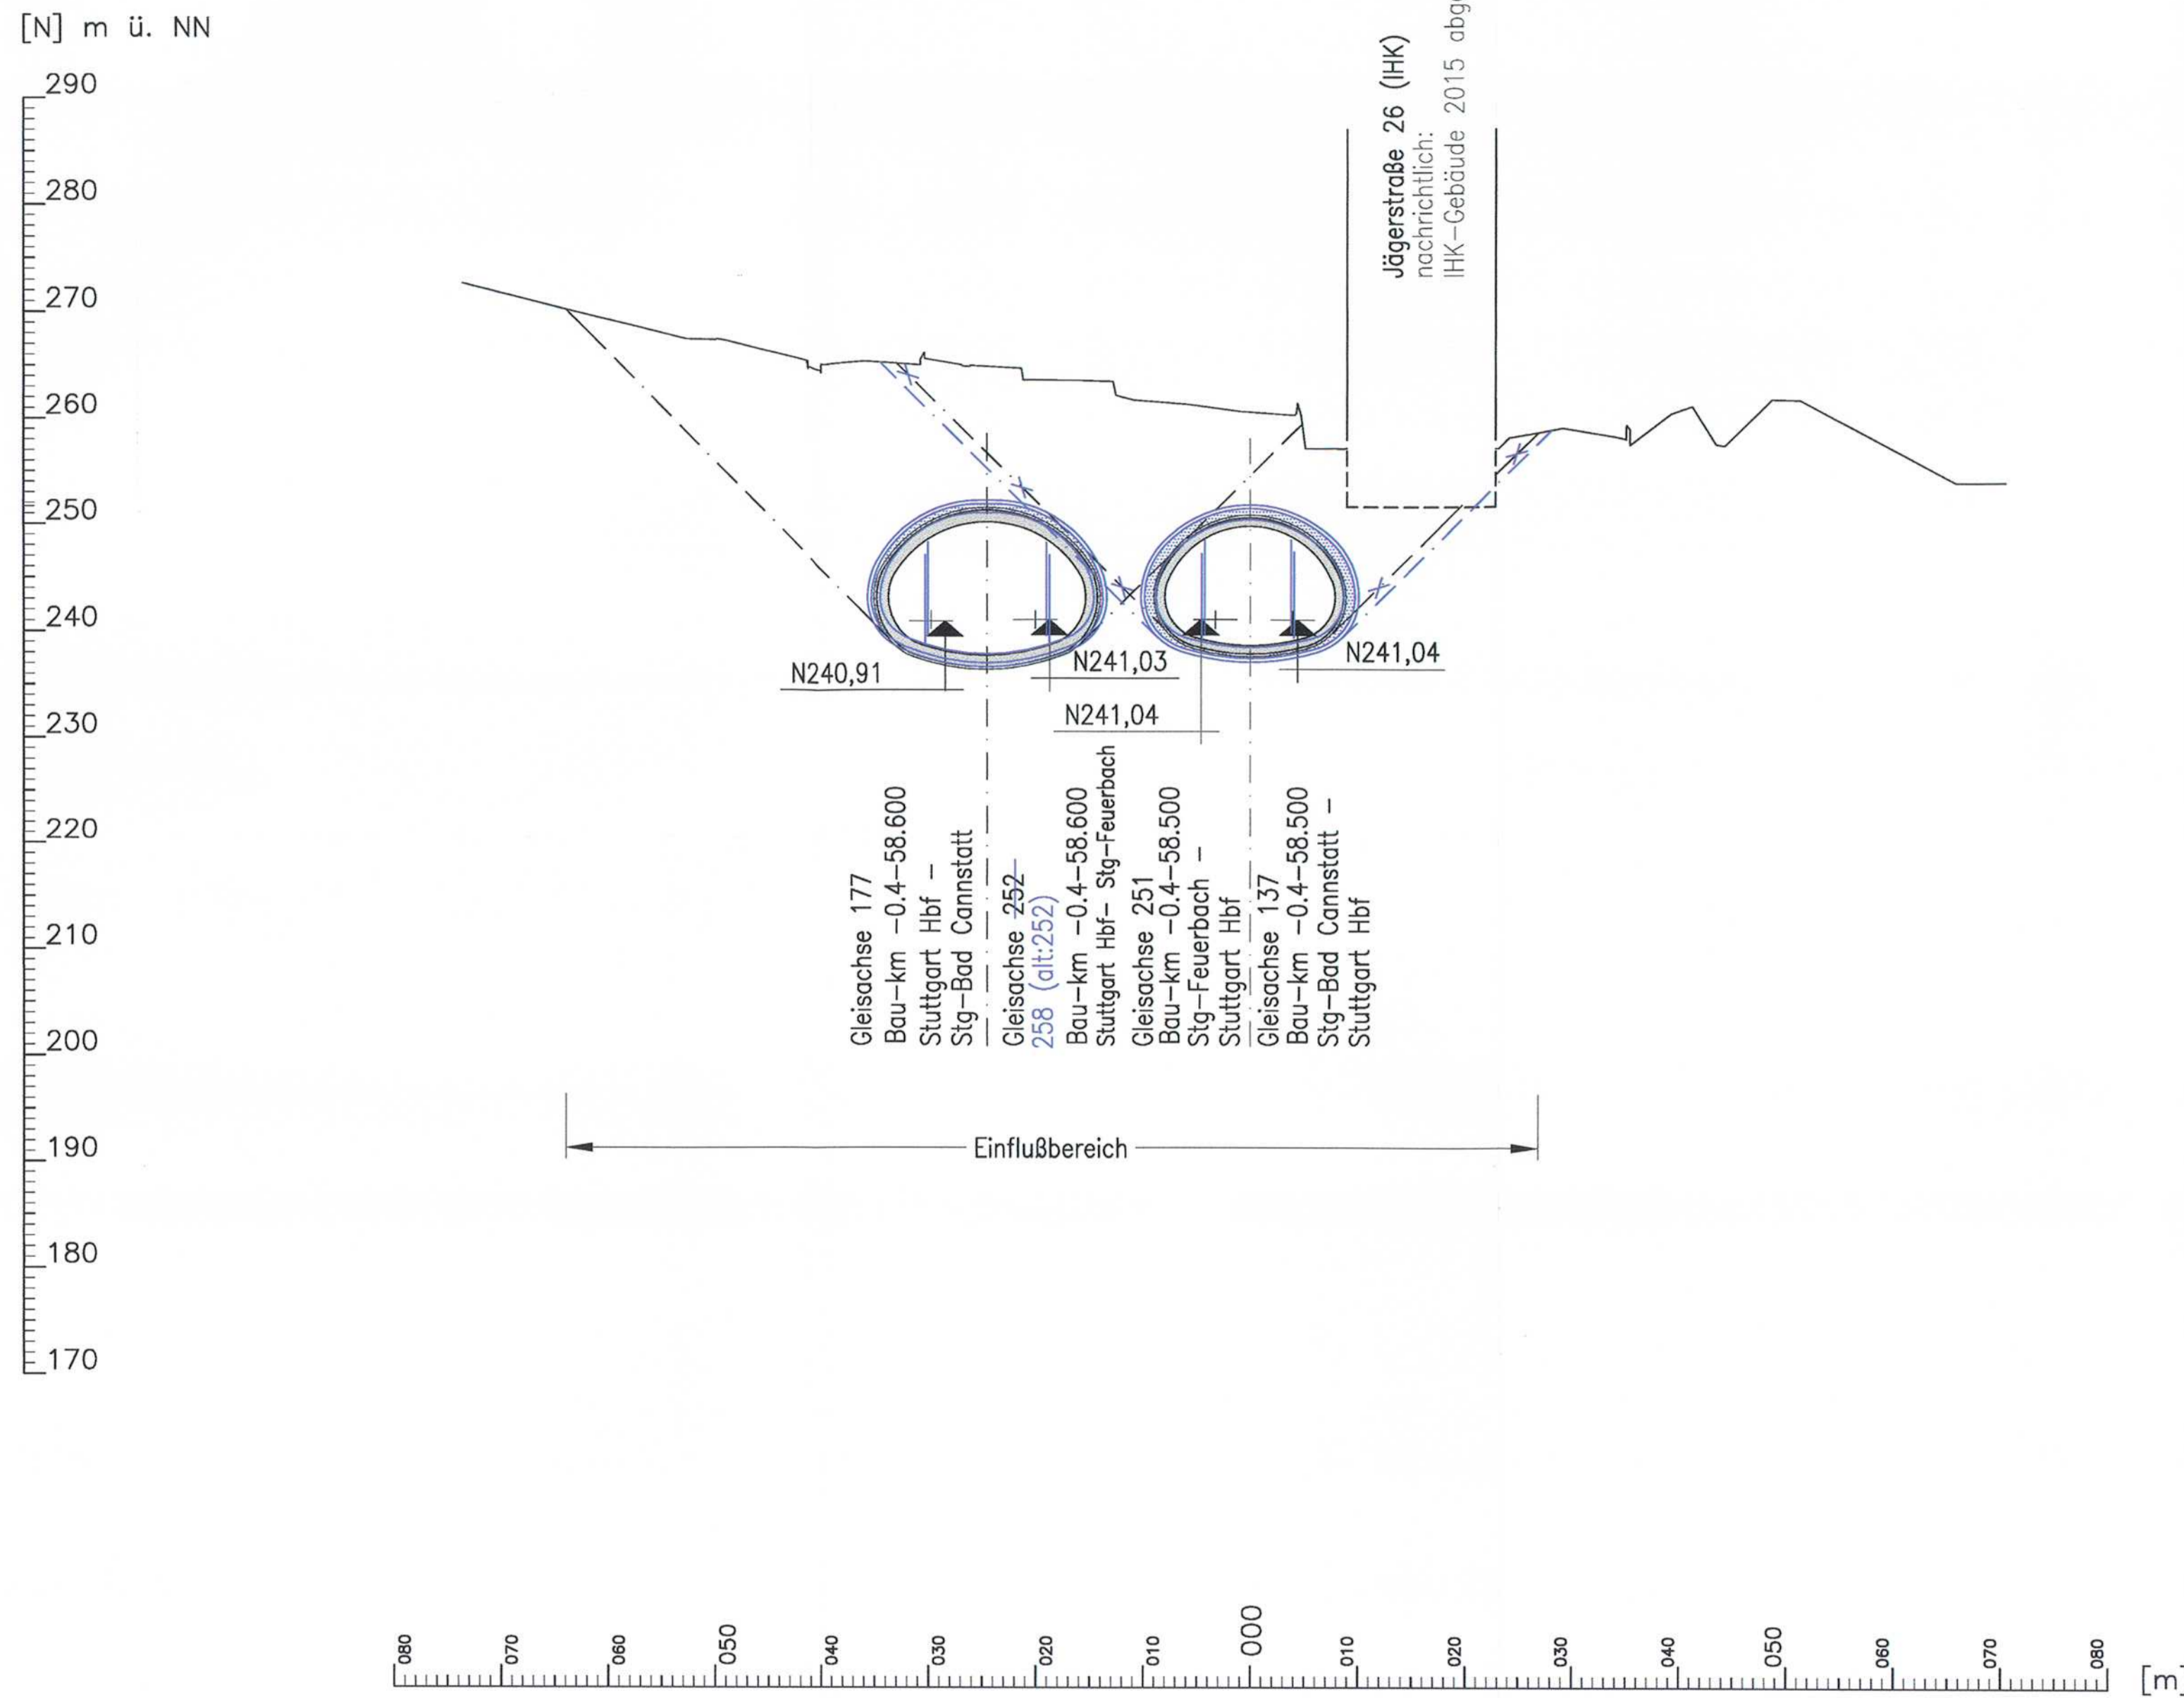 [N] m ü. NN
290
280
270
260
250
240
230
220
210
200
190
180
170
Jägerstraße 26 (IHK)
nachrichtlich:
IHK-Gebäude 2015
N240,91
N241,03
N241,04
N241,04
Gleisachse 177
Bau-km -0.4-58.600
Stuttgart Hbf -
Stg-Bad Cannstatt
Gleisachse 252
258 (alt:252)
Bau-km -0.4-58.600
Stuttgart Hbf- Stg-Feuerbach
Gleisachse 251
Bau-km -0.4-58.500
Stg-Feuerbach -
Stuttgart Hbf
Gleisachse 137
Bau-km -0.4-58.500
Stg-Bad Cannstatt -
Stuttgart Hbf
Einflußbereich
080 070 060 050 040 030 020 010 000 010 020 030 040 050 060 070 080
[m]